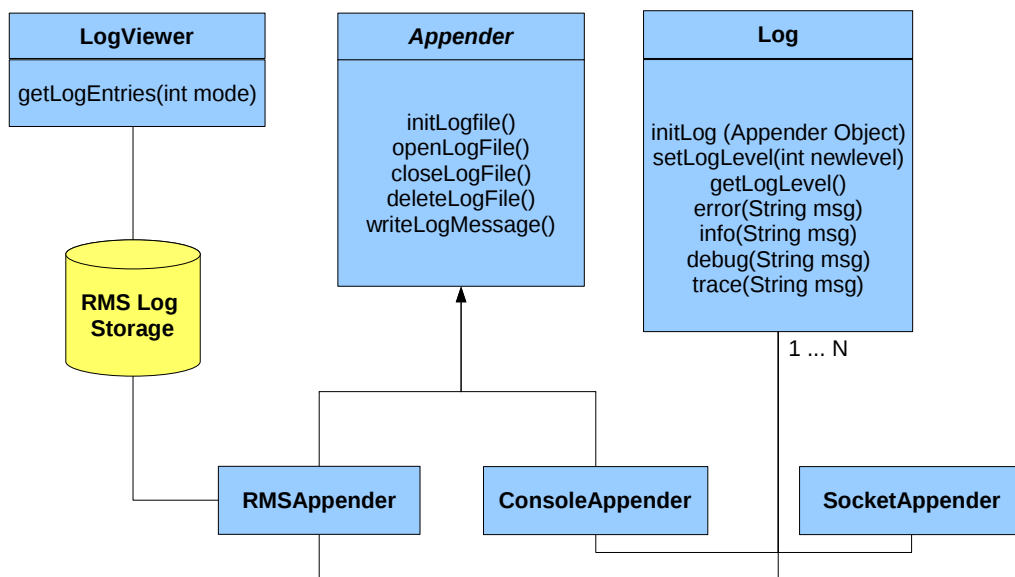 LogViewer
getLogEntries(int mode)
Appender
initLogfile()
openLogFile()
closeLogFile()
deleteLogFile()
writeLogMessage()
Log
initLog (Appender Object)
setLogLevel(int newlevel)
getLogLevel()
error(String msg)
info(String msg)
debug(String msg)
trace(String msg)
1 ... N
RMS Log
Storage
RMSAppender
ConsoleAppender
SocketAppender